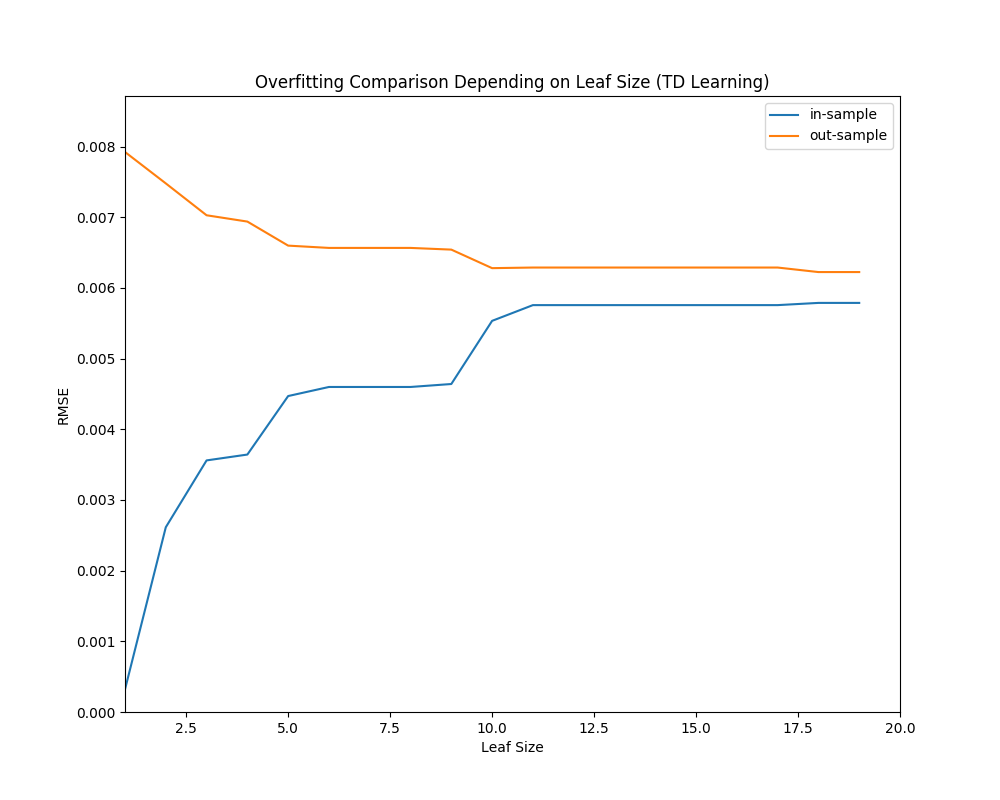 Overfitting Comparison Depending on Leaf Size (TD Learning)
in-sample
out-sample
0.008
0.007
0.006
0.005
0.004
0.003
0.002
0.001
0.000
RMSE
2.5 5.0 7.5 10.0 12.5 15.0 17.5 20.0
Leaf Size